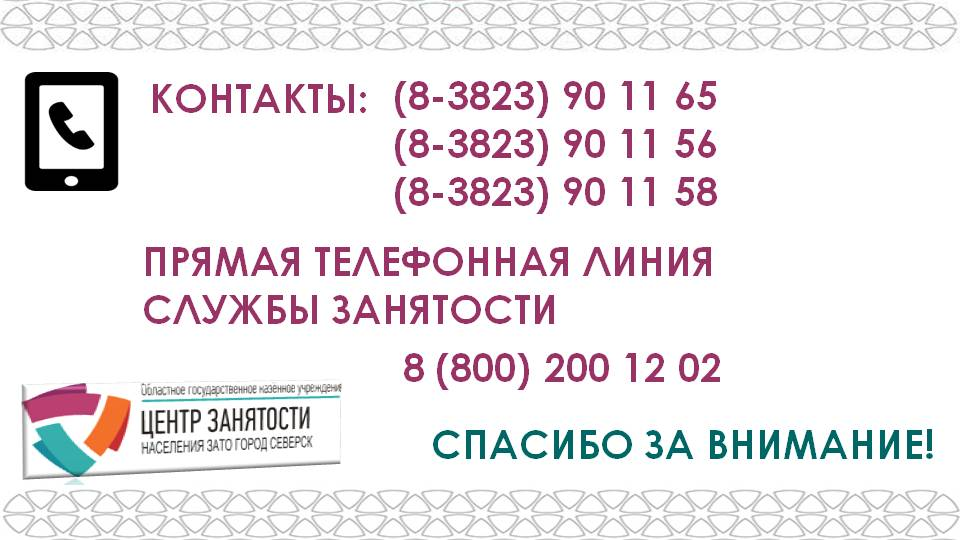 КОНТАКТЫ: (8-3823) 90 11 65
(8-3823) 90 11 56
(8-3823) 90 11 58
ПРЯМАЯ ТЕЛЕФОННАЯ ЛИНИЯ
СЛУЖБЫ ЗАНЯТОСТИ
8 (800) 200 12 02
Областное государственное казенное учреждение
ЦЕНТР ЗАНЯТОСТИ
НАСЕЛЕНИЯ ЗАТО ГОРОД СЕВЕРСК
СПАСИБО ЗА ВНИМАНИЕ!